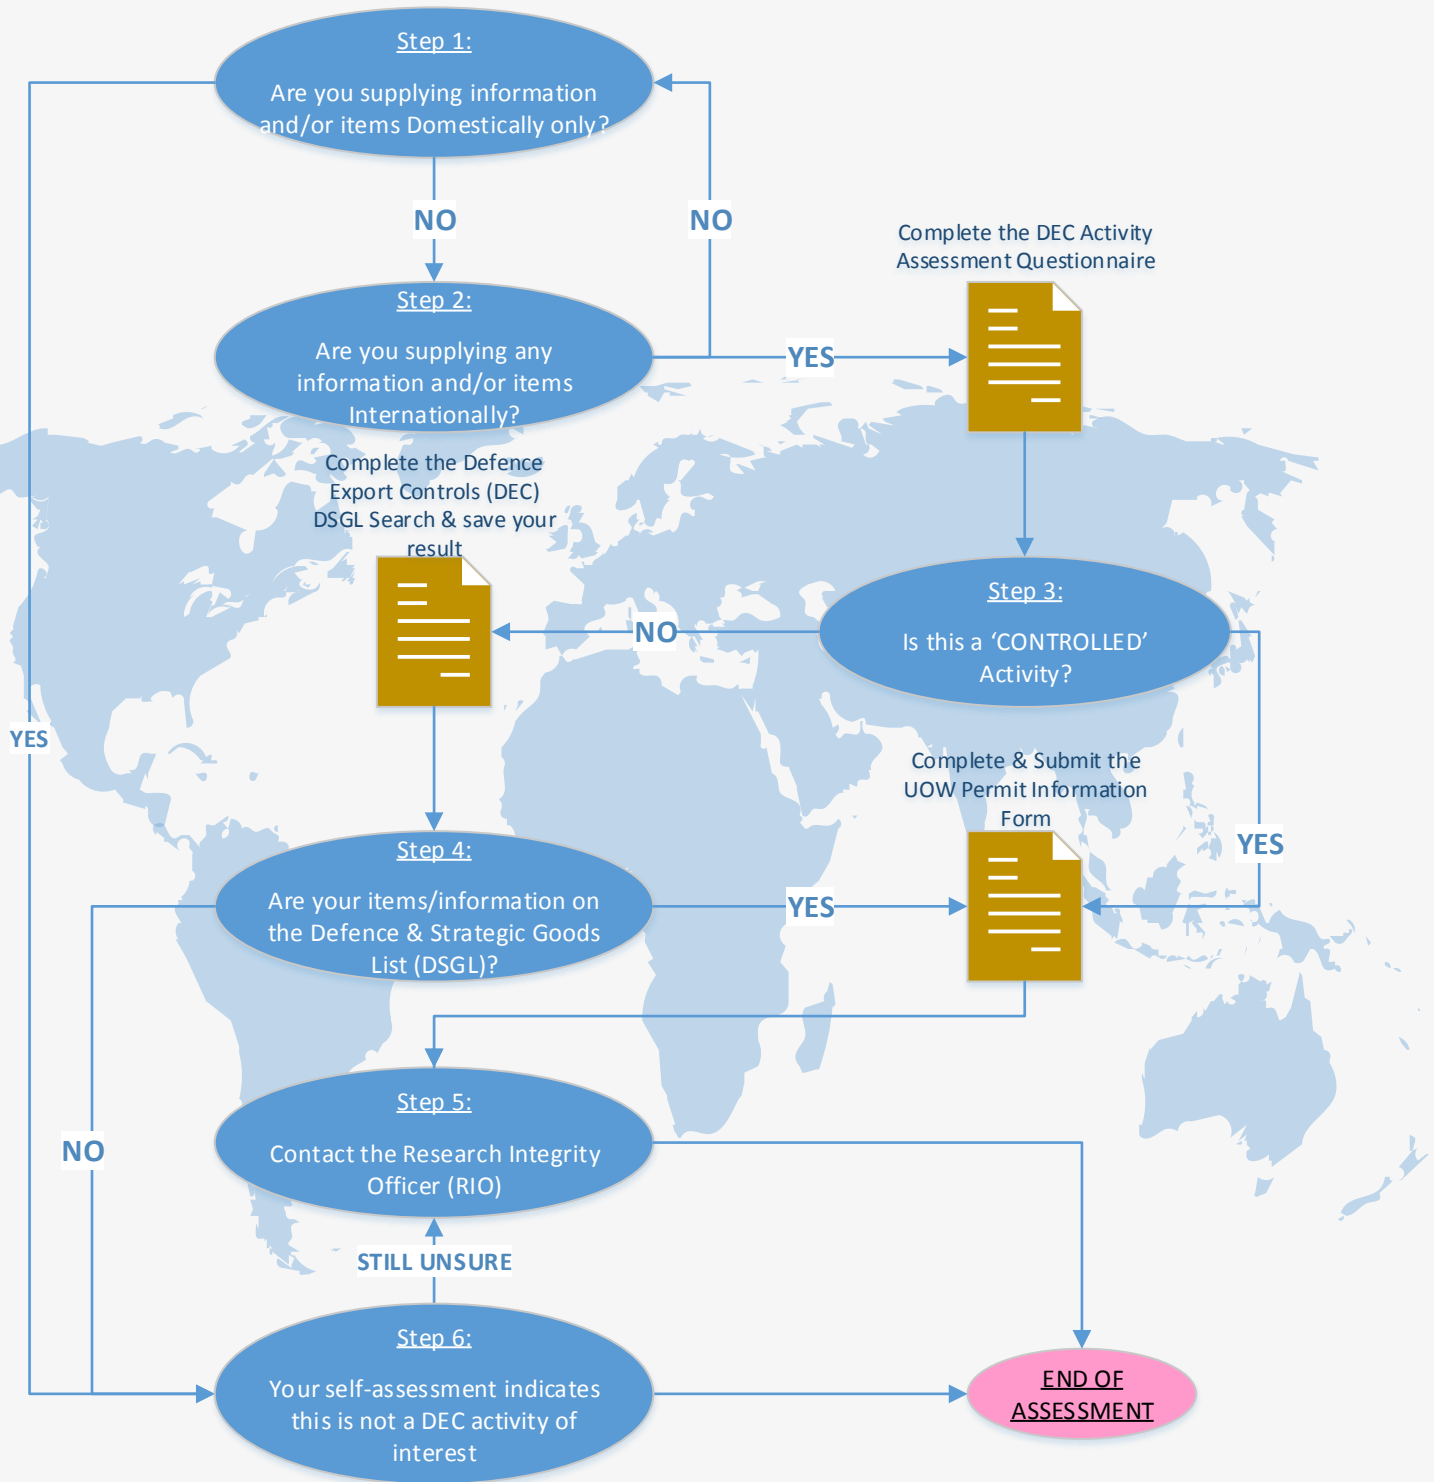 Step 1:
Are you supplying information
and/or items Domestically only?
NO
NO
Complete the DEC Activity
Assessment Questionnaire
Step 2:
Are you supplying any
information and/or items
Internationally?
YES
Complete the Defence
Export Controls (DEC)
DSGL Search & save your
result
Step 3:
Is this a ‘CONTROLLED’
Activity?
NO
YES
Complete & Submit the
UOW Permit Information
Form
YES
Step 4:
Are your items/information on
the Defence & Strategic Goods
List (DSGL)?
YES
Step 5:
Contact the Research Integrity
Officer (RIO)
NO
STILL UNSURE
Step 6:
Your self-assessment indicates
this is not a DEC activity of
interest
END OF
ASSESSMENT